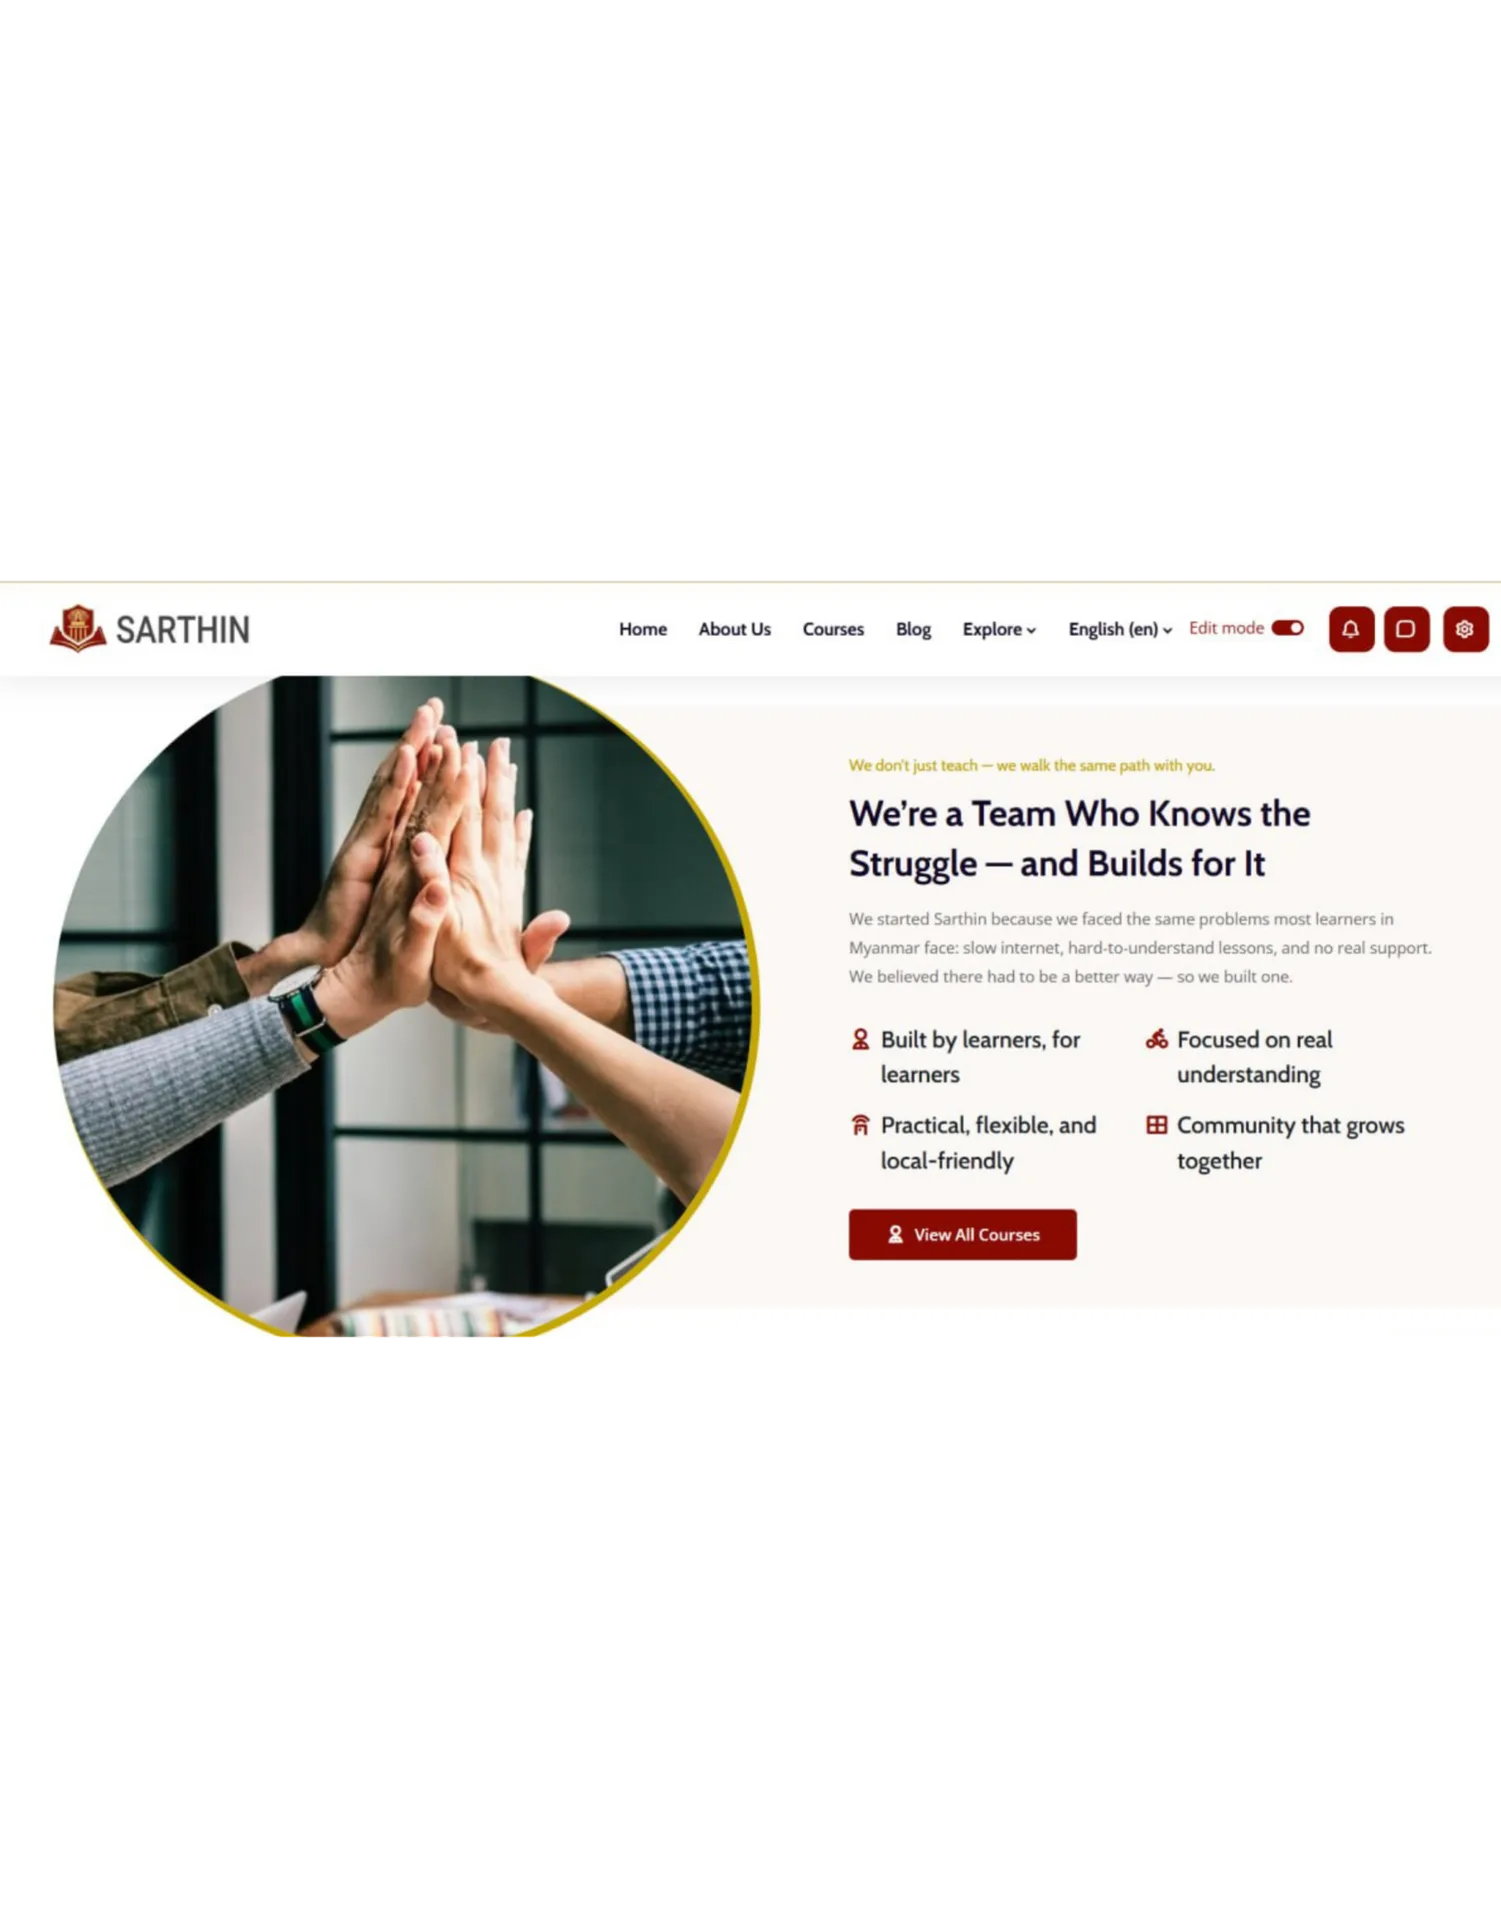 SARTHIN
Home About Us Courses Blog Explore English (en) Edit mode
We don't just teach — we walk the same path with you.
We’re a Team Who Knows the
Struggle — and Builds for It
We started Sarthin because we faced the same problems most learners in
Myanmar face: slow internet, hard-to-understand lessons, and no real support.
We believed there had to be a better way — so we built one.
Built by learners, for
learners
Focused on real
understanding
Practical, flexible, and
local-friendly
Community that grows
together
View All Courses